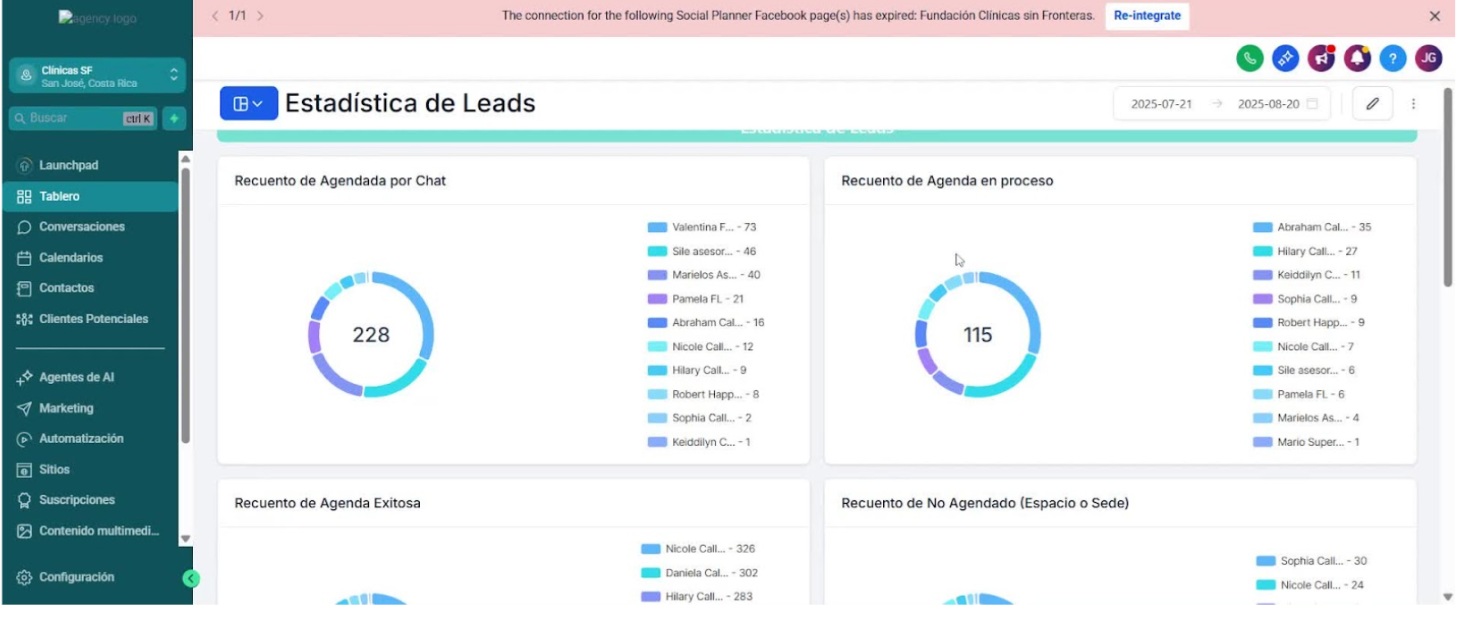 1/1
The connection for the following Social Planner Facebook page(s) has expired: Fundación Clínicas sin Fronteras. Re-integrate
agency logo
Clínicas SF
San José, Costa Rica
Buscar ctrl K
Launchpad
Tablero
Conversaciones
Calendarios
Contactos
Clientes Potenciales
Agentes de AI
Marketing
Automatización
Sitios
Suscripciones
Contenido multimedi...
Configuración
JG
Estadística de Leads
2025-07-21 → 2025-08-20
Estadística de Leads
Recuento de Agendada por Chat
228
Valentina F... - 73
Sile asesor... - 46
Marielos As... - 40
Pamela FL - 21
Abraham Cal... - 16
Nicole Call... - 12
Hilary Call... - 9
Robert Happ... - 8
Sophia Call... - 2
Keiddilyn C... - 1
Recuento de Agenda en proceso
115
Abraham Cal... - 35
Hilary Call... - 27
Keiddilyn C... - 11
Sophia Call... - 9
Robert Happ... - 9
Nicole Call... - 7
Sile asesor... - 6
Pamela FL - 6
Marielos As... - 4
Mario Super... - 1
Recuento de Agenda Exitosa
Nicole Call... - 326
Daniela Cal... - 302
Hilary Call... - 283
Recuento de No Agendado (Espacio o Sede)
Sophia Call... - 30
Nicole Call... - 24